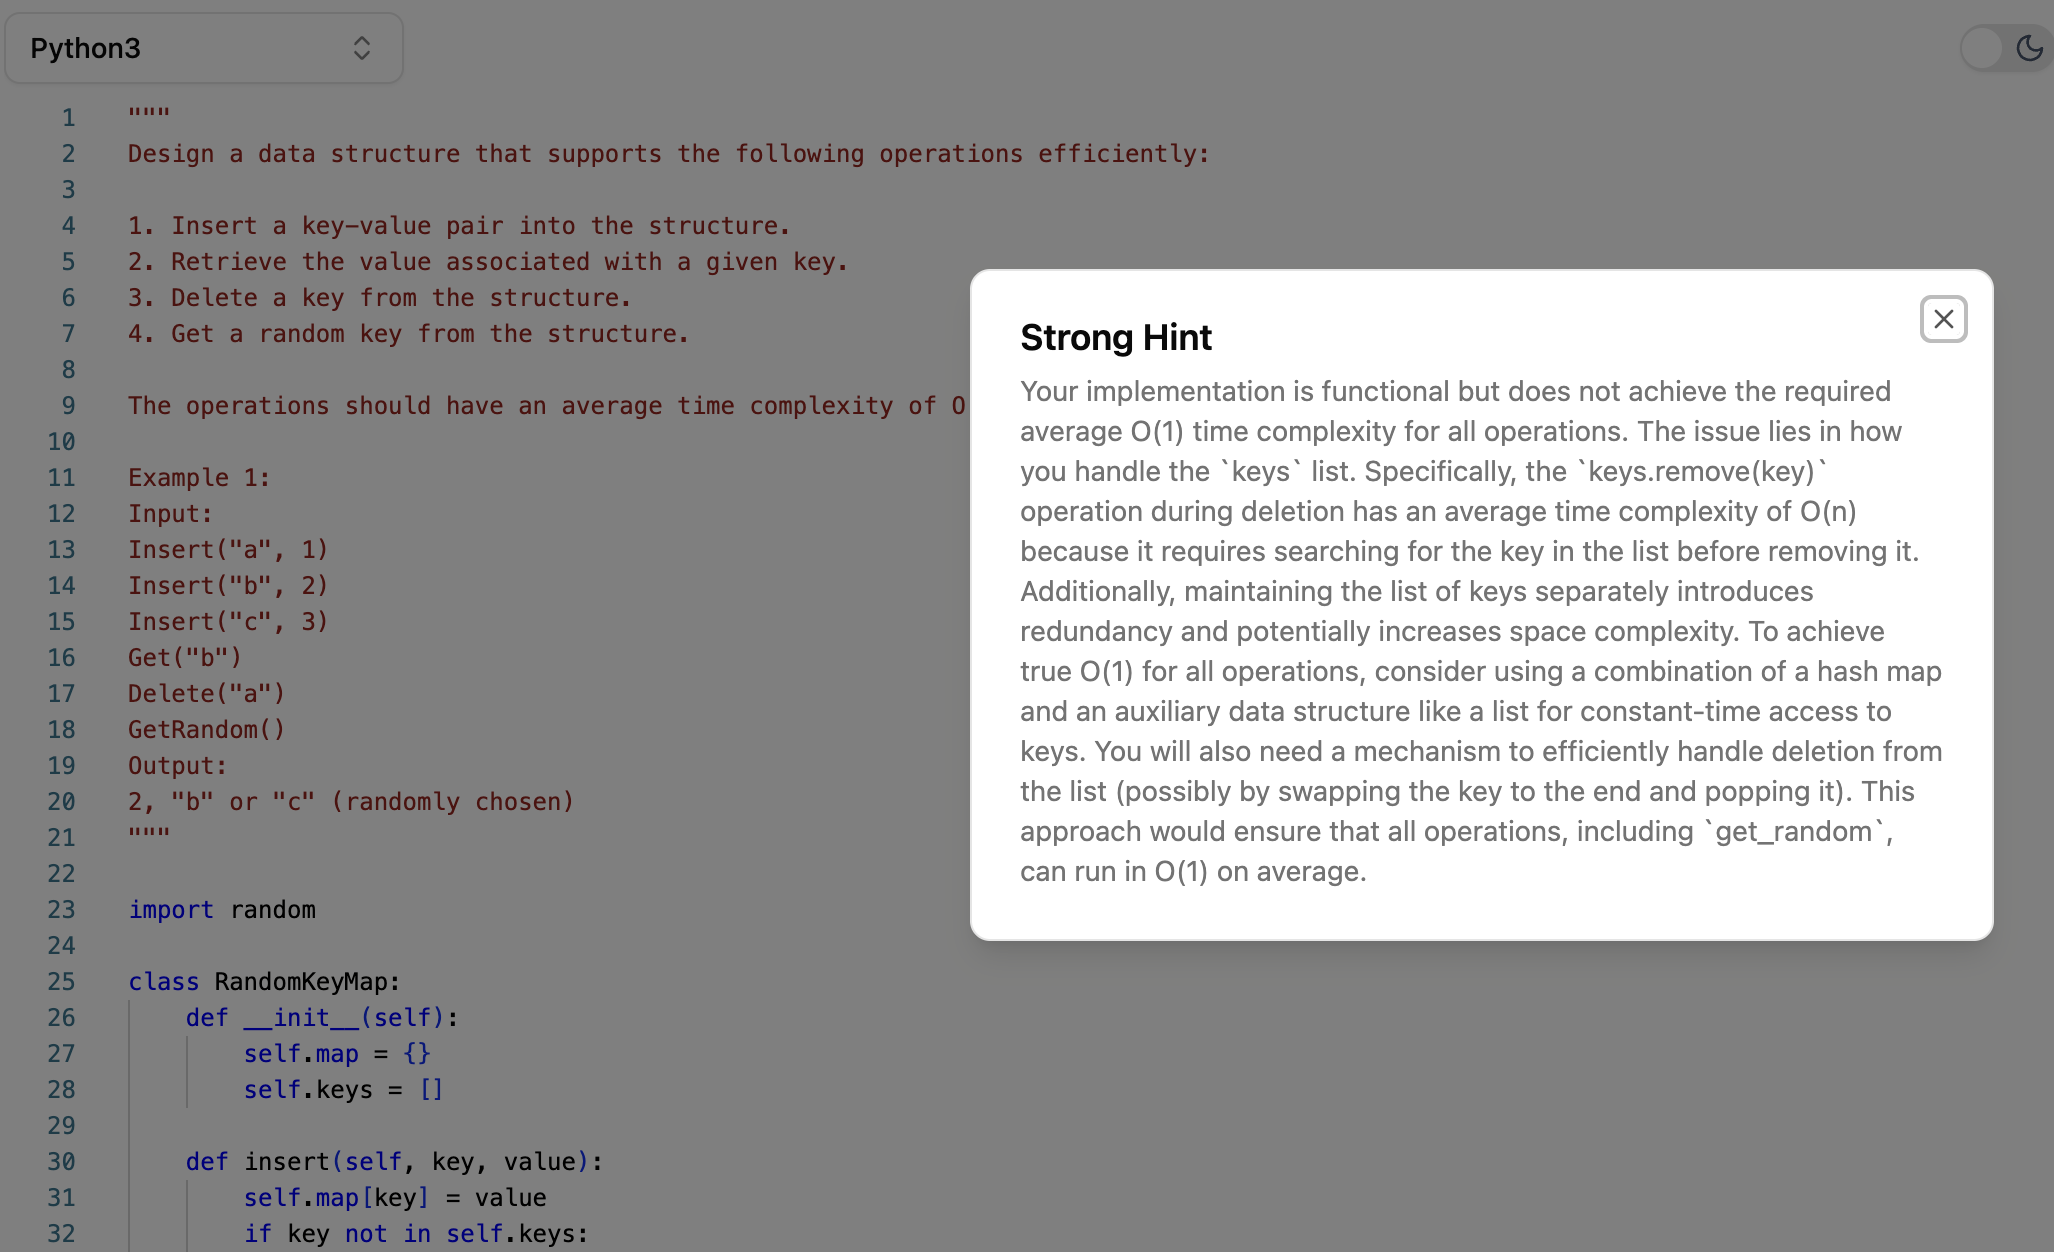 Python3
1 """
2 Design a data structure that supports the following operations efficiently:
3
4 1. Insert a key-value pair into the structure.
5 2. Retrieve the value associated with a given key.
6 3. Delete a key from the structure.
7 4. Get a random key from the structure.
8
9 The operations should have an average time complexity of O
10
11 Example 1:
12 Input:
13 Insert("a", 1)
14 Insert("b", 2)
15 Insert("c", 3)
16 Get("b")
17 Delete("a")
18 GetRandom()
19 Output:
20 2, "b" or "c" (randomly chosen)
21 """
22
23 import random
24
25 class RandomKeyMap:
26     def __init__(self):
27         self.map = {}
28         self.keys = []
29
30     def insert(self, key, value):
31         self.map[key] = value
32         if key not in self.keys:
Strong Hint
Your implementation is functional but does not achieve the required
average O(1) time complexity for all operations. The issue lies in how
you handle the `keys` list. Specifically, the `keys.remove(key)`
operation during deletion has an average time complexity of O(n)
because it requires searching for the key in the list before removing it.
Additionally, maintaining the list of keys separately introduces
redundancy and potentially increases space complexity. To achieve
true O(1) for all operations, consider using a combination of a hash map
and an auxiliary data structure like a list for constant-time access to
keys. You will also need a mechanism to efficiently handle deletion from
the list (possibly by swapping the key to the end and popping it). This
approach would ensure that all operations, including `get_random`,
can run in O(1) on average.